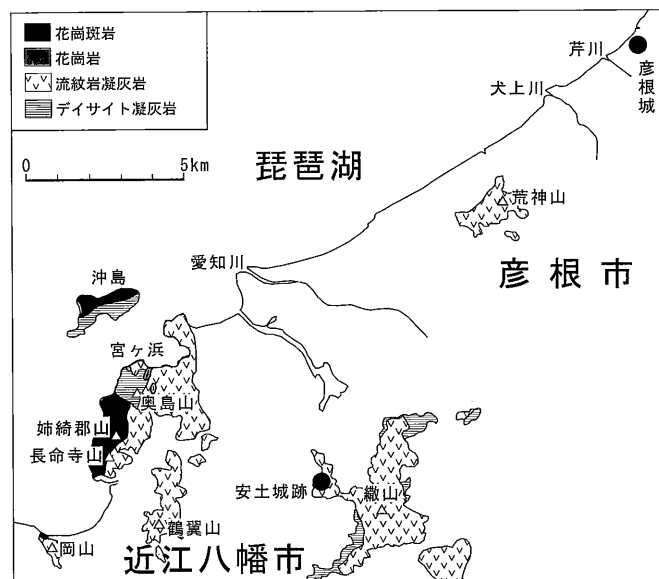 花崗斑岩
花崗岩
流紋岩凝灰岩
デイサイト凝灰岩
0 5km
芹川
彦根城
犬上川
琵琶湖
荒神山
愛知川
彦根市
沖島
宮ヶ浜
奥島山
姉綺郡山
長命寺山
安土城跡
繖山
鶴翼山
岡山
近江八幡市